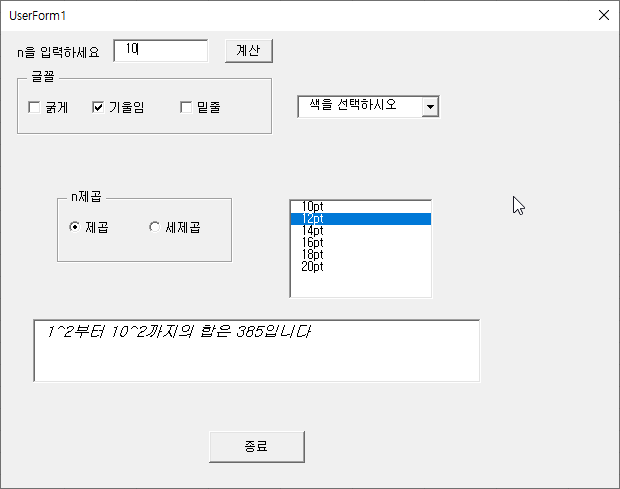 UserForm1
n을 입력하세요 10 계산
글꼴
굵게 기울임 밑줄 색을 선택하시오
n제곱
제곱 세제곱
10pt
12pt
14pt
16pt
18pt
20pt
1^2부터 10^2까지의 합은 385입니다
종료